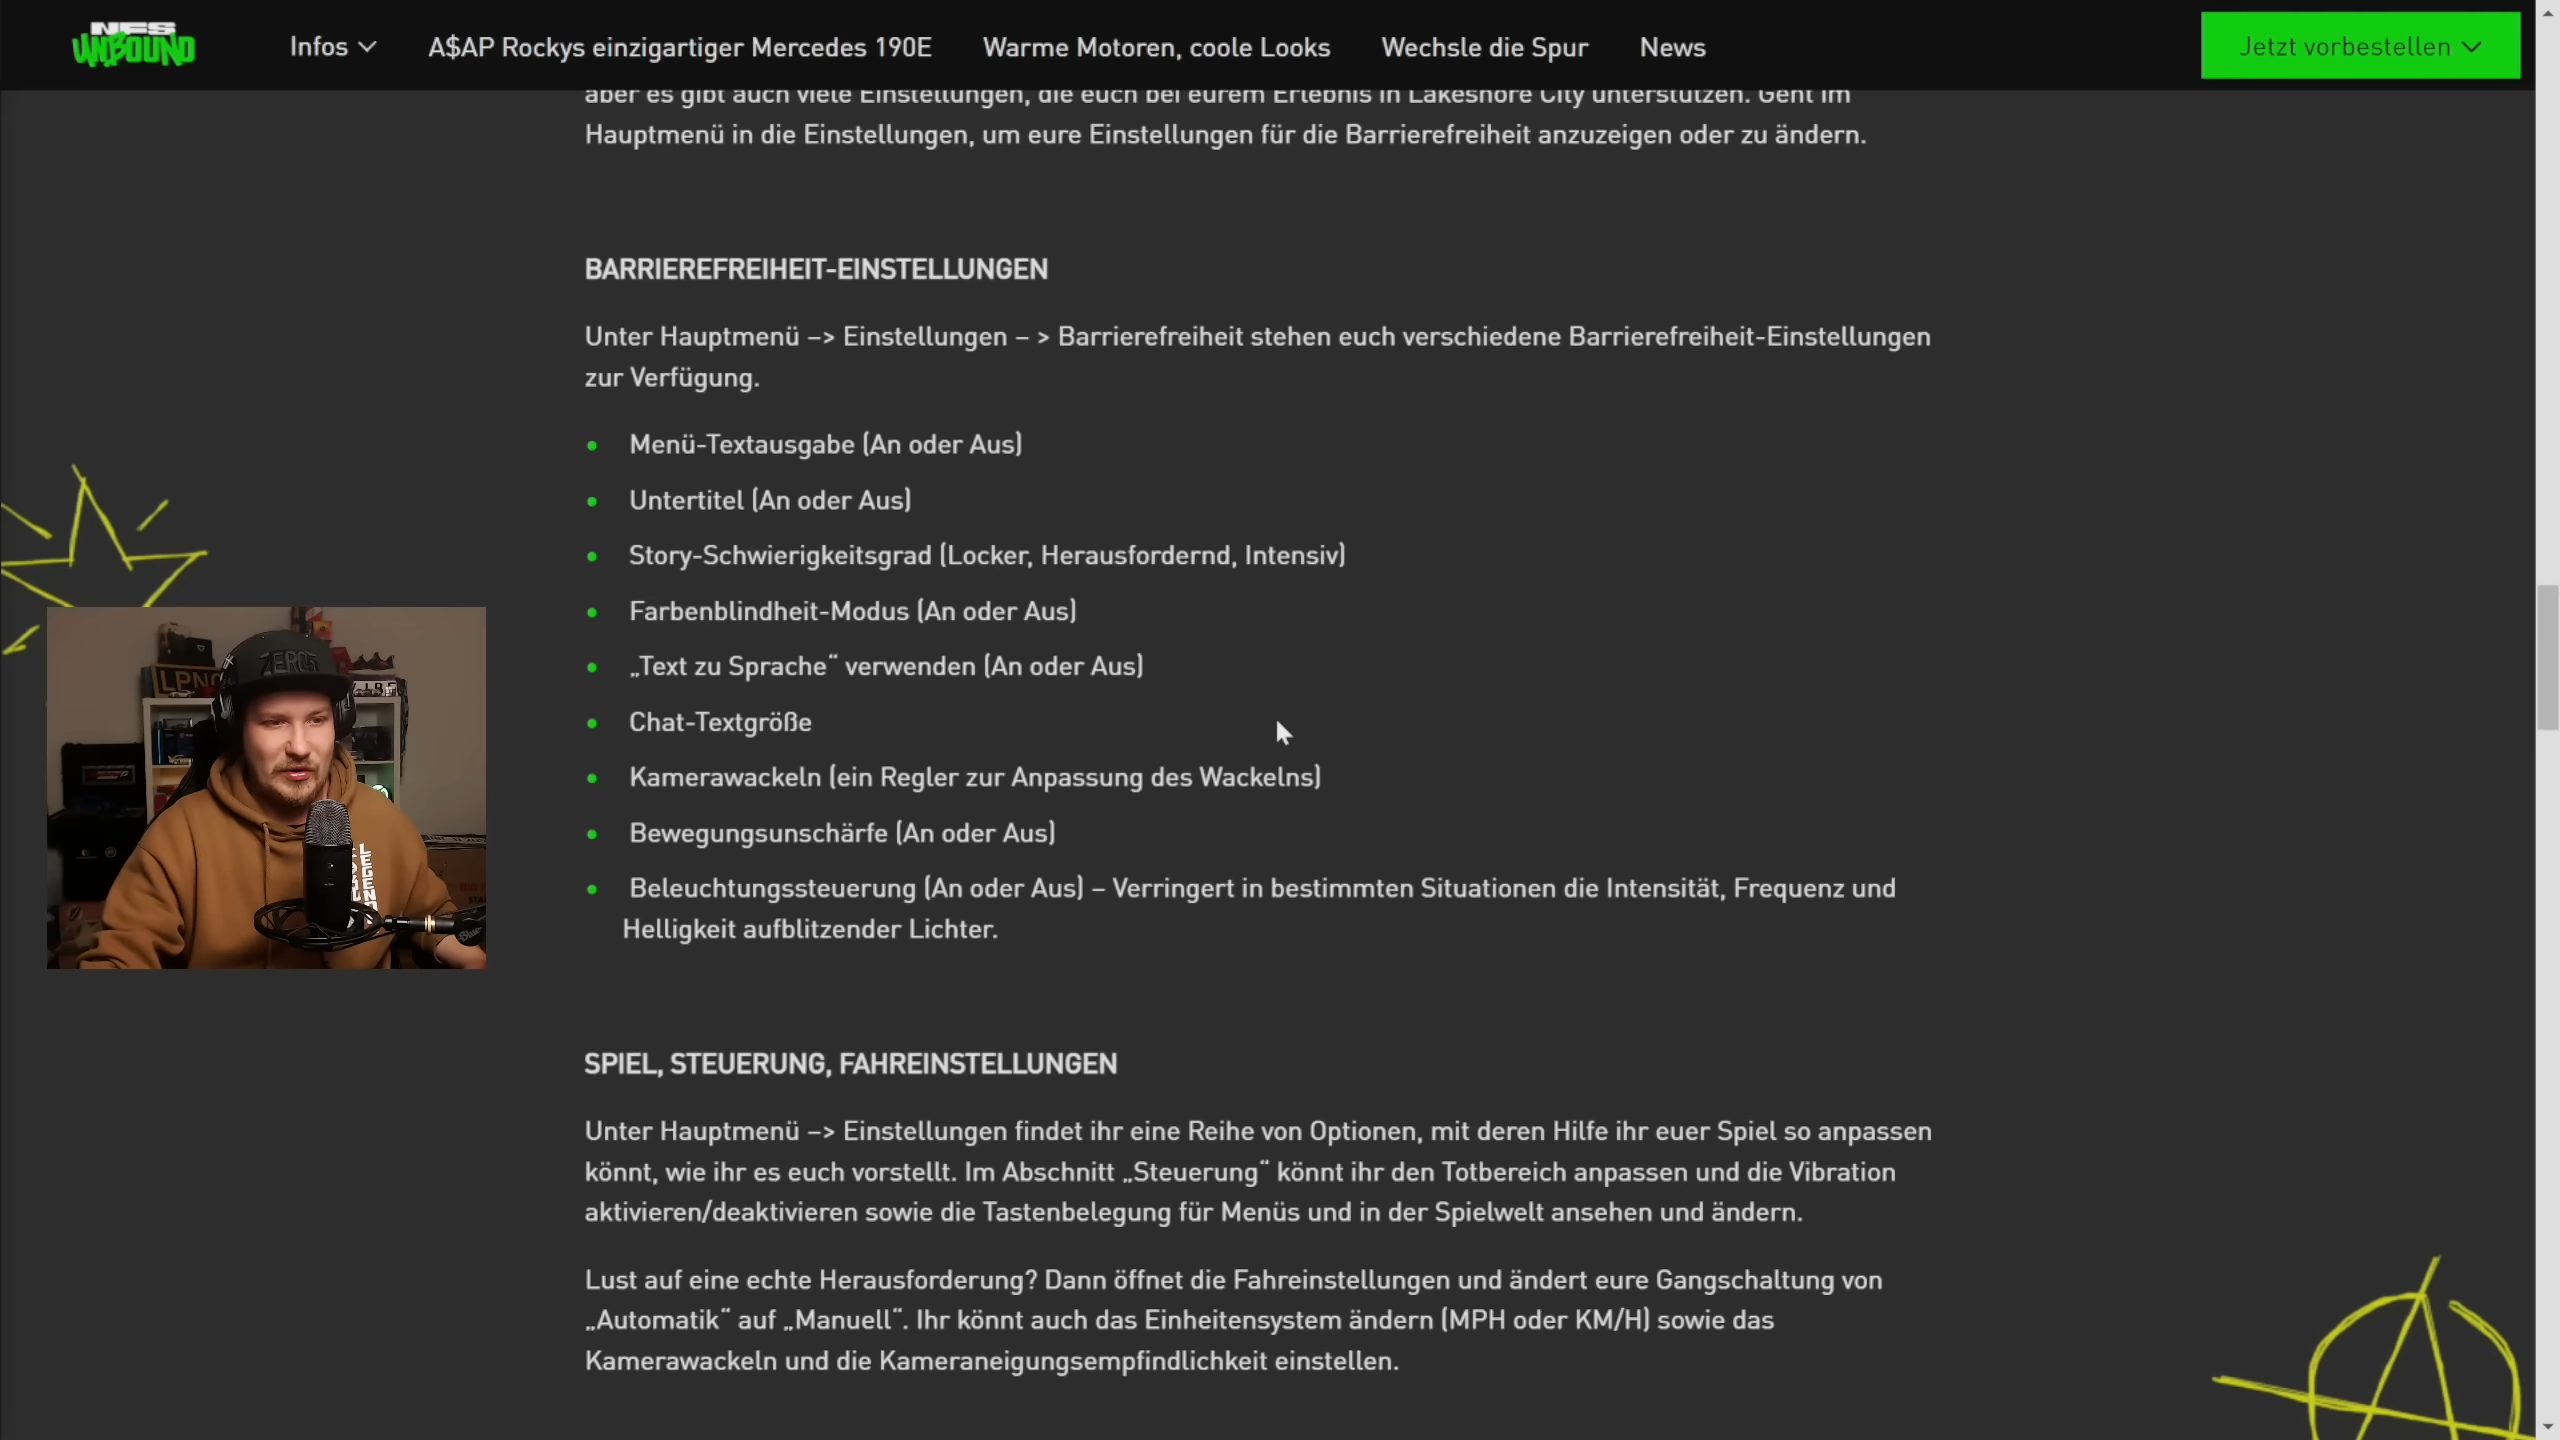 NFS
UNBOUND
Infos
A$AP Rockys einzigartiger Mercedes 190E
Warme Motoren, coole Looks
Wechsle die Spur
News
Jetzt vorbestellen
aber es gibt auch viele Einstellungen, die euch bei eurem Erlebnis in Lakeshore City unterstützen. Geht im
Hauptmenü in die Einstellungen, um eure Einstellungen für die Barrierefreiheit anzuzeigen oder zu ändern.
BARRIEREFREIHEIT-EINSTELLUNGEN
Unter Hauptmenü –> Einstellungen – > Barrierefreiheit stehen euch verschiedene Barrierefreiheit-Einstellungen
zur Verfügung.
• Menü-Textausgabe (An oder Aus)
• Untertitel (An oder Aus)
• Story-Schwierigkeitsgrad (Locker, Herausfordernd, Intensiv)
• Farbenblindheit-Modus (An oder Aus)
• „Text zu Sprache“ verwenden (An oder Aus)
• Chat-Textgröße
• Kamerawackeln (ein Regler zur Anpassung des Wackelns)
• Bewegungsunschärfe (An oder Aus)
• Beleuchtungssteuerung (An oder Aus) – Verringert in bestimmten Situationen die Intensität, Frequenz und
Helligkeit aufblitzender Lichter.
ZERO5
LPN
Blue
SPIEL, STEUERUNG, FAHREINSTELLUNGEN
Unter Hauptmenü –> Einstellungen findet ihr eine Reihe von Optionen, mit deren Hilfe ihr euer Spiel so anpassen
könnt, wie ihr es euch vorstellt. Im Abschnitt „Steuerung“ könnt ihr den Totbereich anpassen und die Vibration
aktivieren/deaktivieren sowie die Tastenbelegung für Menüs und in der Spielwelt ansehen und ändern.
Lust auf eine echte Herausforderung? Dann öffnet die Fahreinstellungen und ändert eure Gangschaltung von
„Automatik“ auf „Manuell“. Ihr könnt auch das Einheitensystem ändern (MPH oder KM/H) sowie das
Kamerawackeln und die Kameraneigungsempfindlichkeit einstellen.